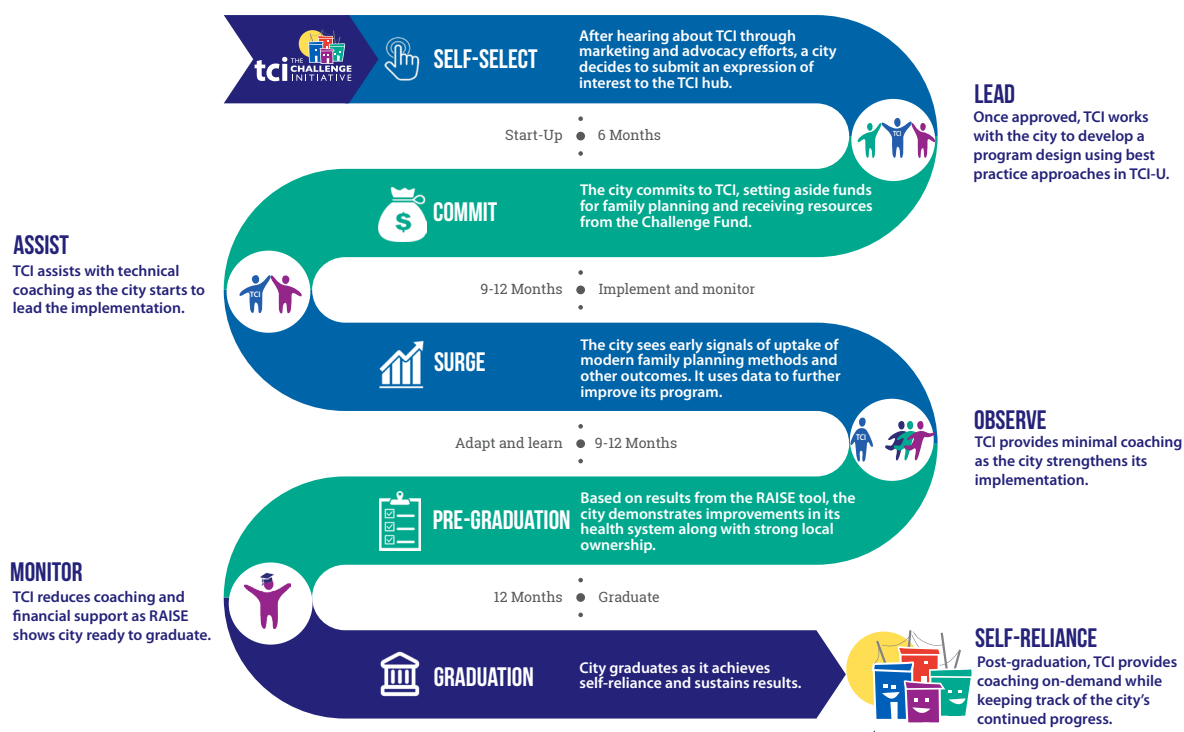 tci THE
CHALLENGE
INITIATIVE
SELF-SELECT
After hearing about TCI through
marketing and advocacy efforts, a city
decides to submit an expression of
interest to the TCI hub.
LEAD
Once approved, TCI works
with the city to develop a
program design using best
practice approaches in TCI-U.
Start-Up
6 Months
TCI
COMMIT
The city commits to TCI, setting aside funds
for family planning and receiving resources
from the Challenge Fund.
$
ASSIST
TCI assists with technical
coaching as the city starts to
lead the implementation.
TCI
9-12 Months
Implement and monitor
SURGE
The city sees early signals of uptake of
modern family planning methods and
other outcomes. It uses data to further
improve its program.
OBSERVE
TCI provides minimal coaching
as the city strengthens its
implementation.
TCI
Adapt and learn
9-12 Months
PRE-GRADUATION
Based on results from the RAISE tool, the
city demonstrates improvements in its
health system along with strong local
ownership.
MONITOR
TCI reduces coaching and
financial support as RAISE
shows city ready to graduate.
12 Months
Graduate
GRADUATION
City graduates as it achieves
self-reliance and sustains results.
SELF-RELIANCE
Post-graduation, TCI provides
coaching on-demand while
keeping track of the city's
continued progress.